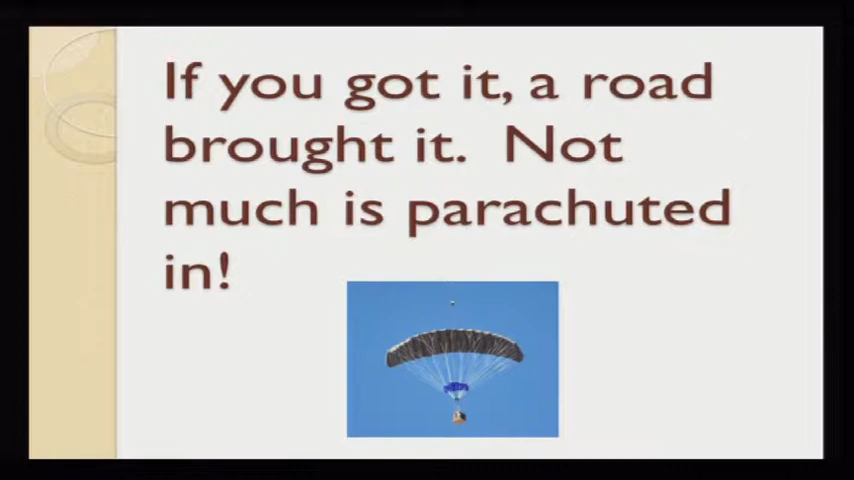 If you got it, a road
brought it.  Not
much is parachuted
in!